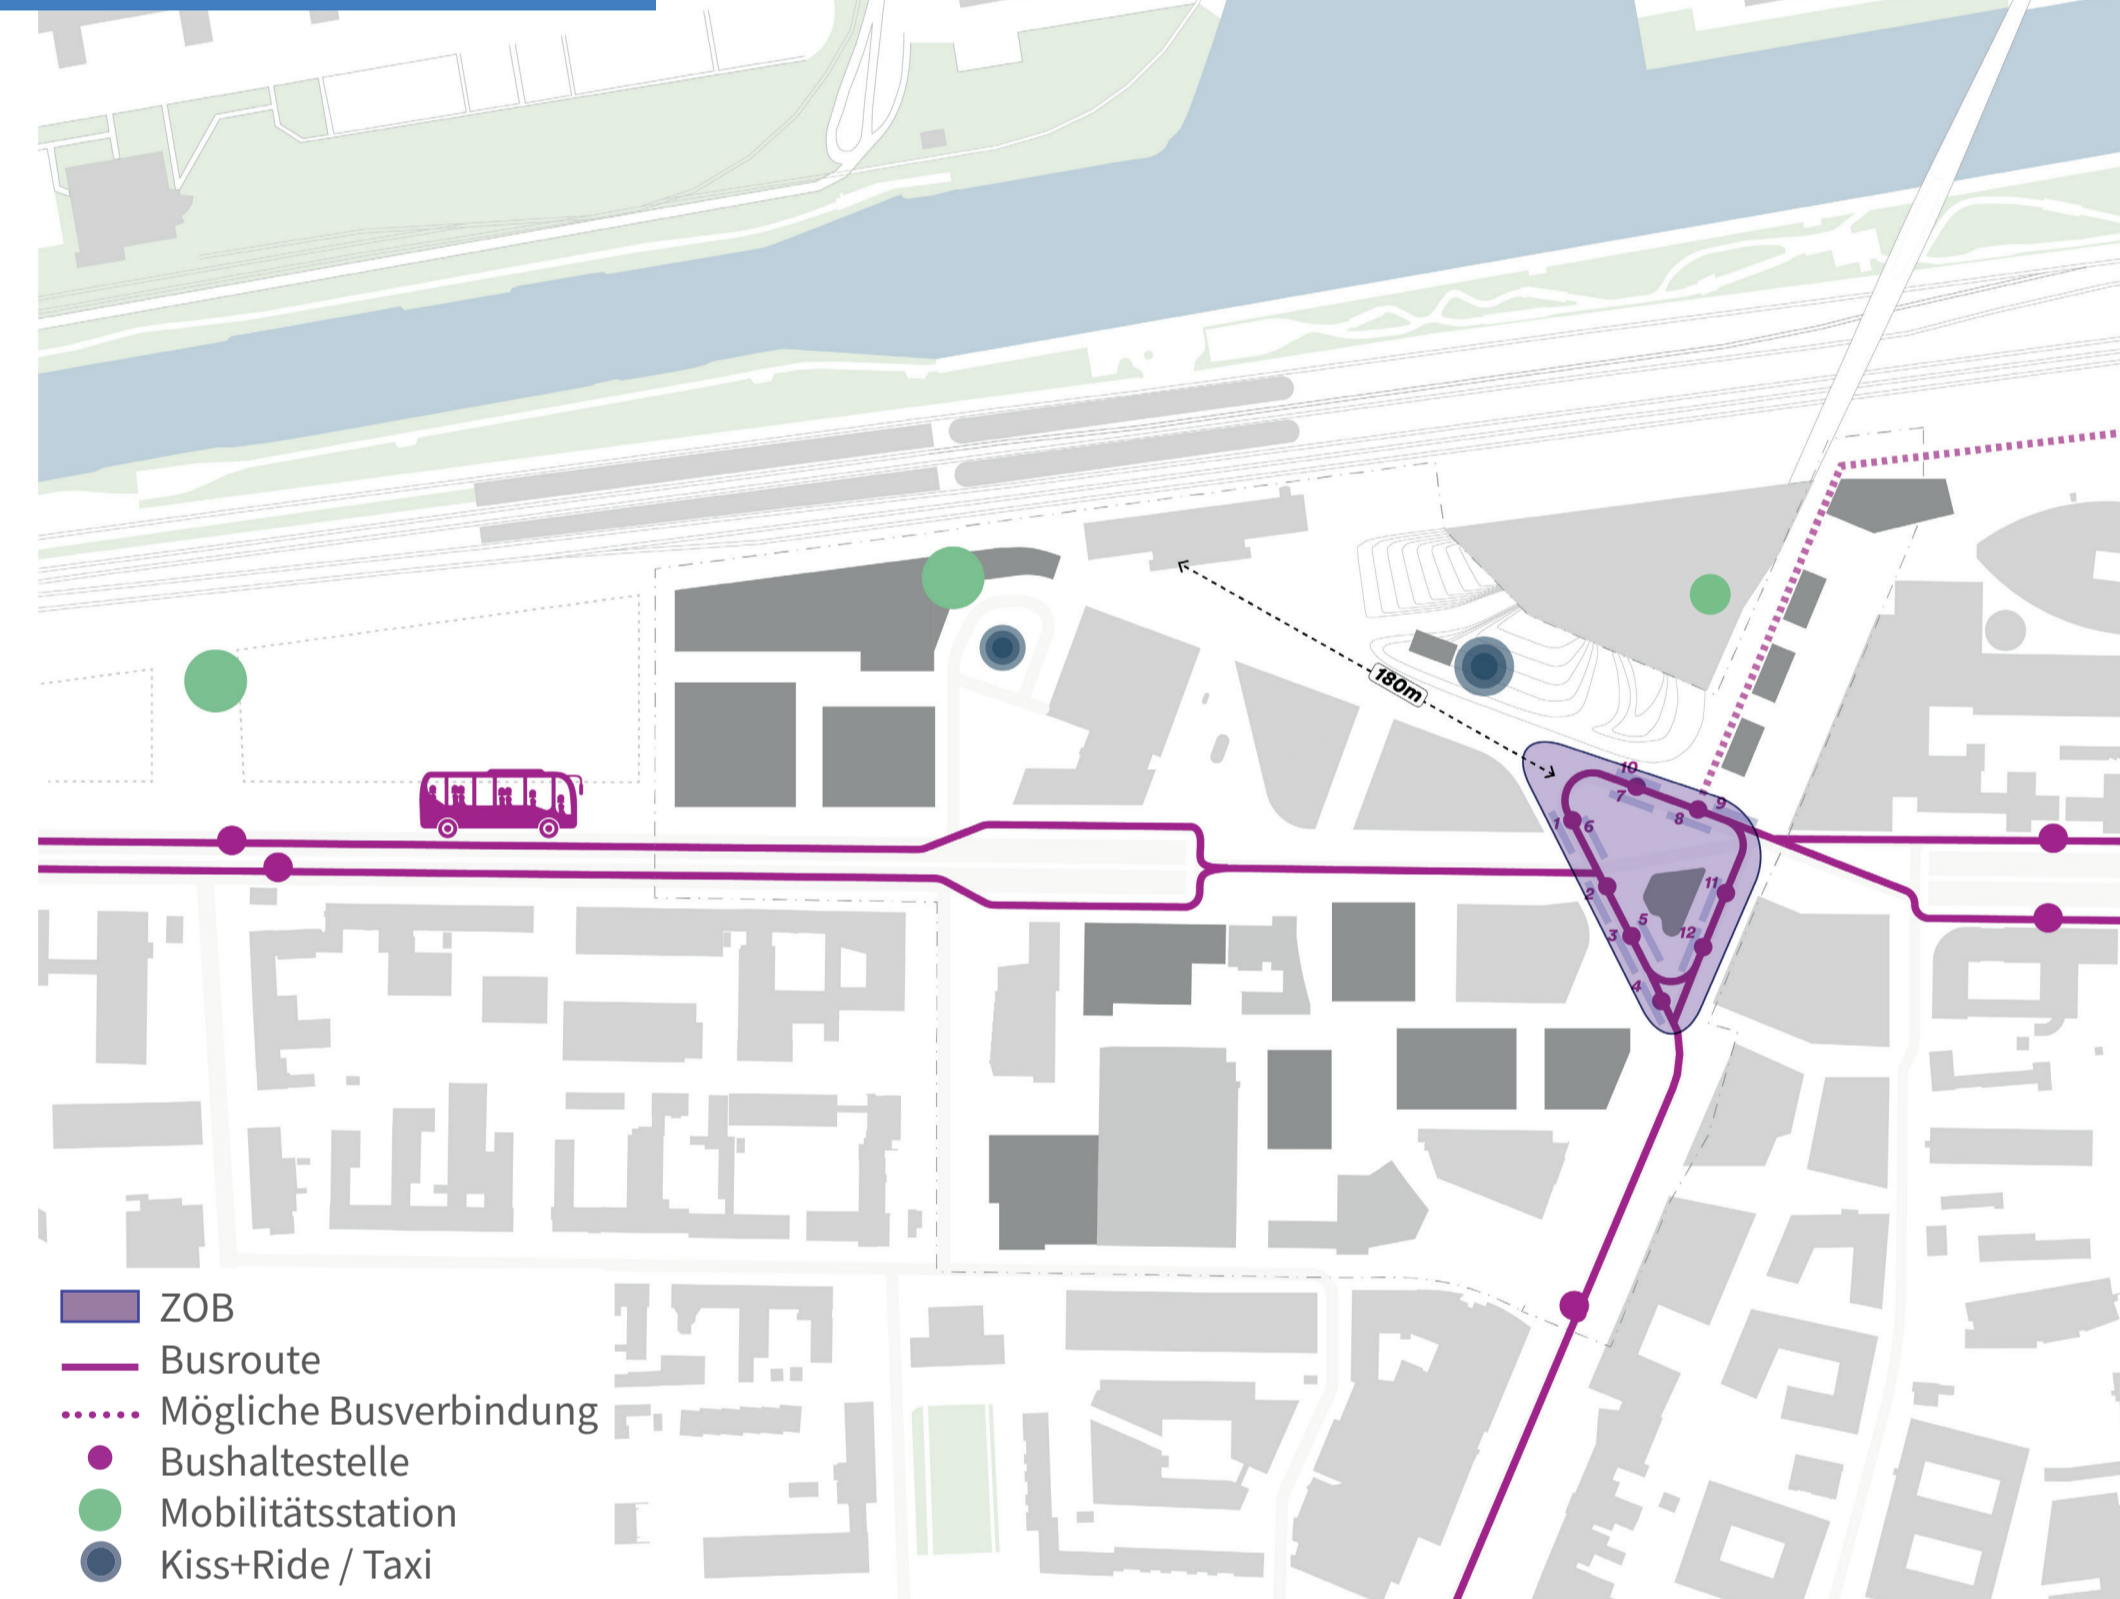 180m
10
7
9
8
1
6
2
11
5
3
12
4
ZOB
Busroute
Mögliche Busverbindung
Bushaltestelle
Mobilitätsstation
Kiss+Ride / Taxi